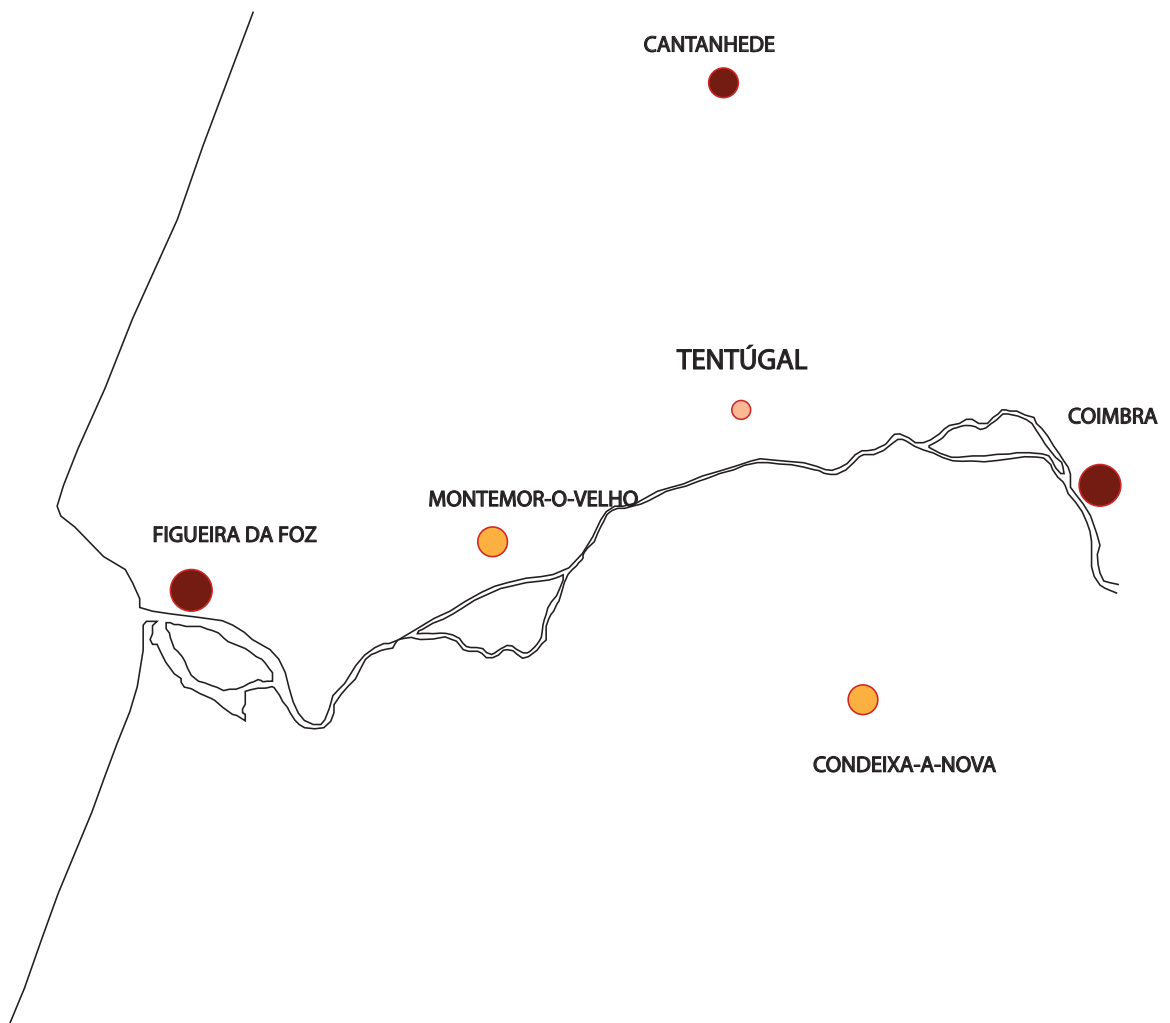 CANTANHEDE
TENTÚGAL
COIMBRA
MONTEMOR-O-VELHO
FIGUEIRA DA FOZ
CONDEIXA-A-NOVA